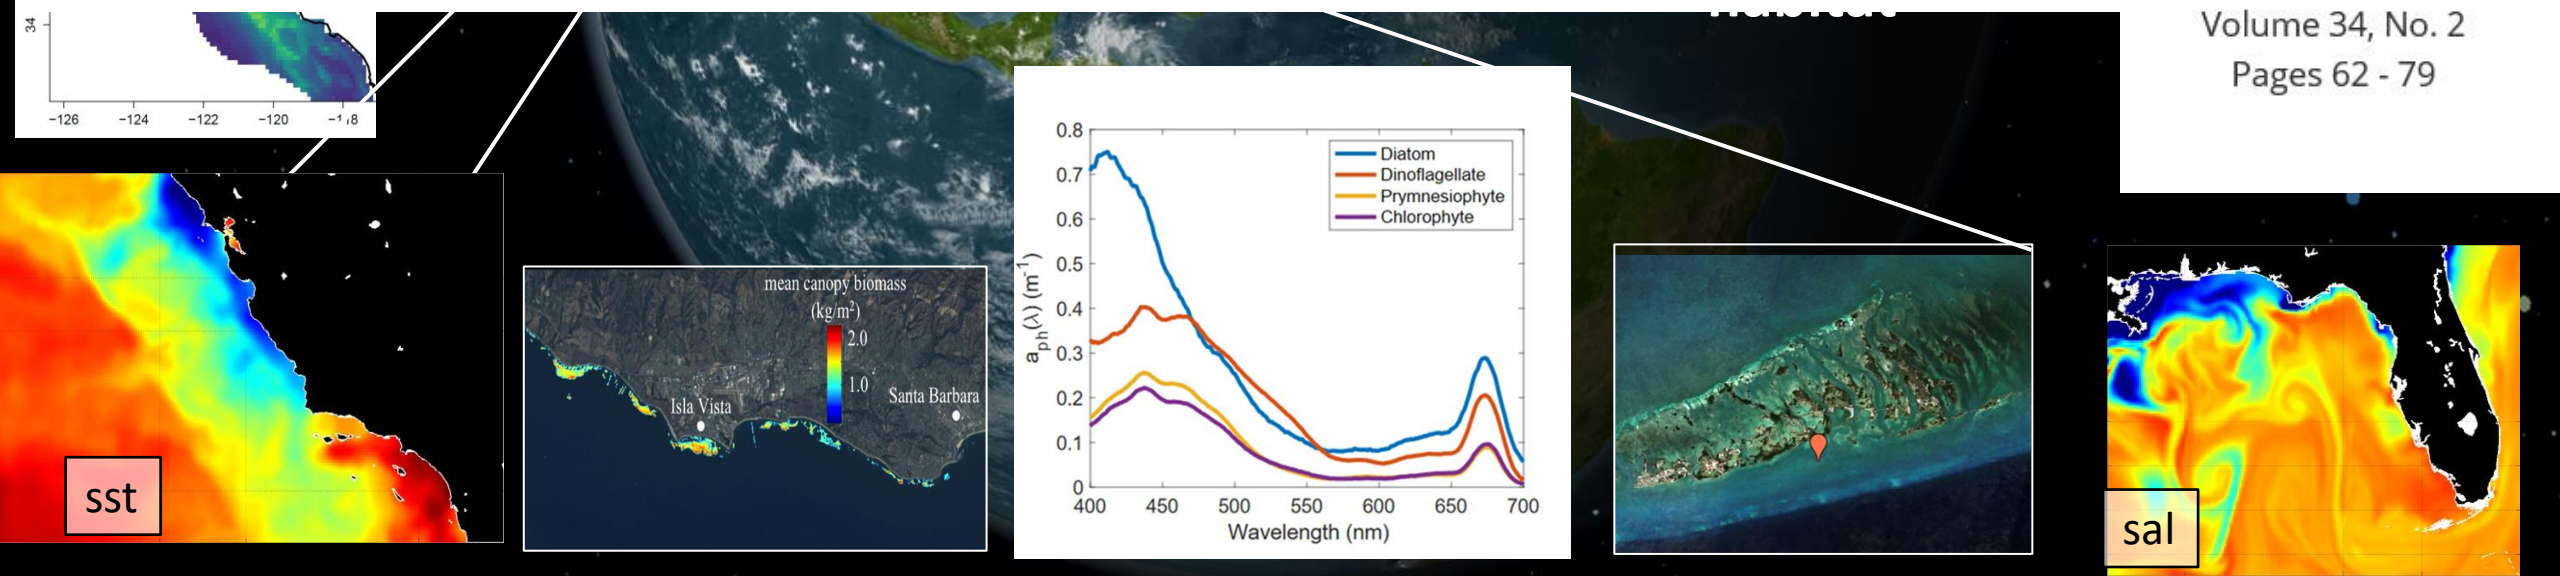 34
−126 −124 −122 −120
Volume 34, No. 2
Pages 62 - 79
sst
mean canopy biomass
(kg/m²)
2.0
1.0
Isla Vista
Santa Barbara
0.8
0.7
0.6
0.5
0.4
0.3
0.2
0.1
0
aph(λ) (m⁻¹)
Diatom
Dinoflagellate
Prymnesiophyte
Chlorophyte
400 450 500 550 600 650 700
Wavelength (nm)
sal